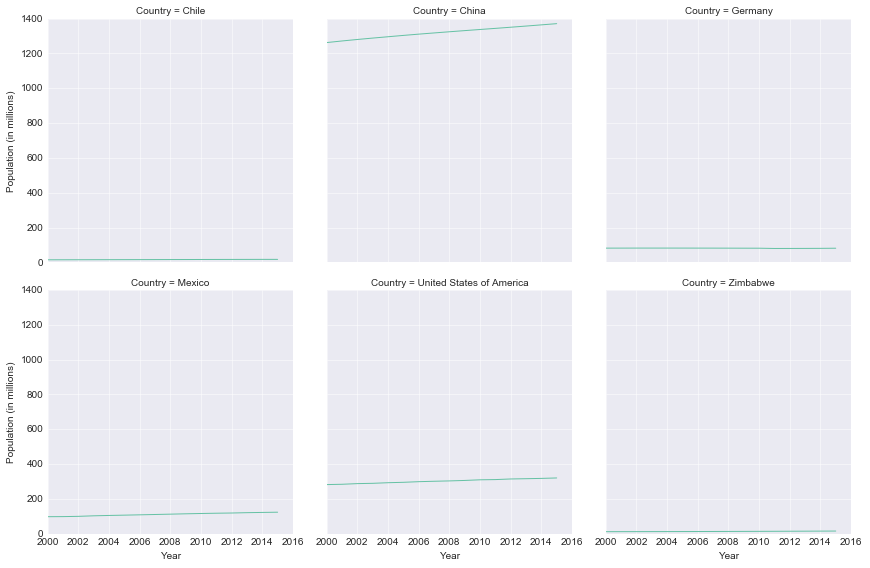 Country = Chile
Country = China
Country = Germany
1400
1200
1000
800
600
400
200
0
Population (in millions)
Country = Mexico
Country = United States of America
Country = Zimbabwe
1400
1200
1000
800
600
400
200
0
Population (in millions)
2000 2002 2004 2006 2008 2010 2012 2014 2016
2000 2002 2004 2006 2008 2010 2012 2014 2016
2000 2002 2004 2006 2008 2010 2012 2014 2016
Year
Year
Year